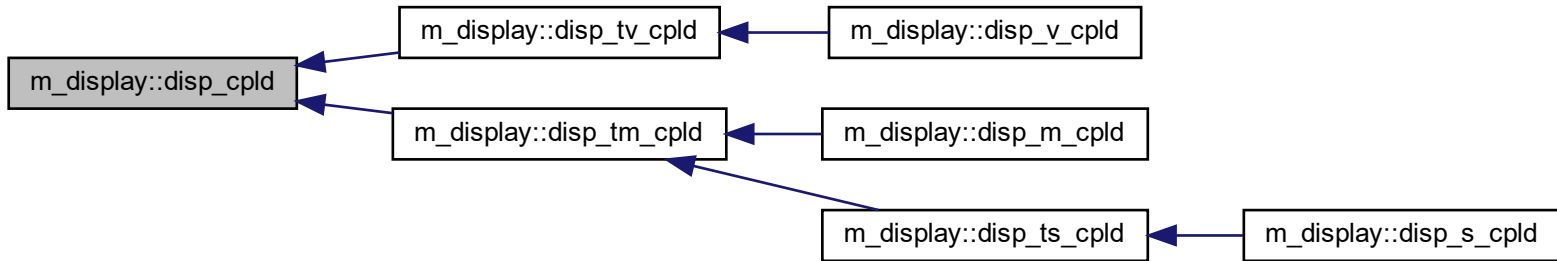 m_display::disp_tv_cpld
m_display::disp_v_cpld
m_display::disp_cpld
m_display::disp_tm_cpld
m_display::disp_m_cpld
m_display::disp_ts_cpld
m_display::disp_s_cpld